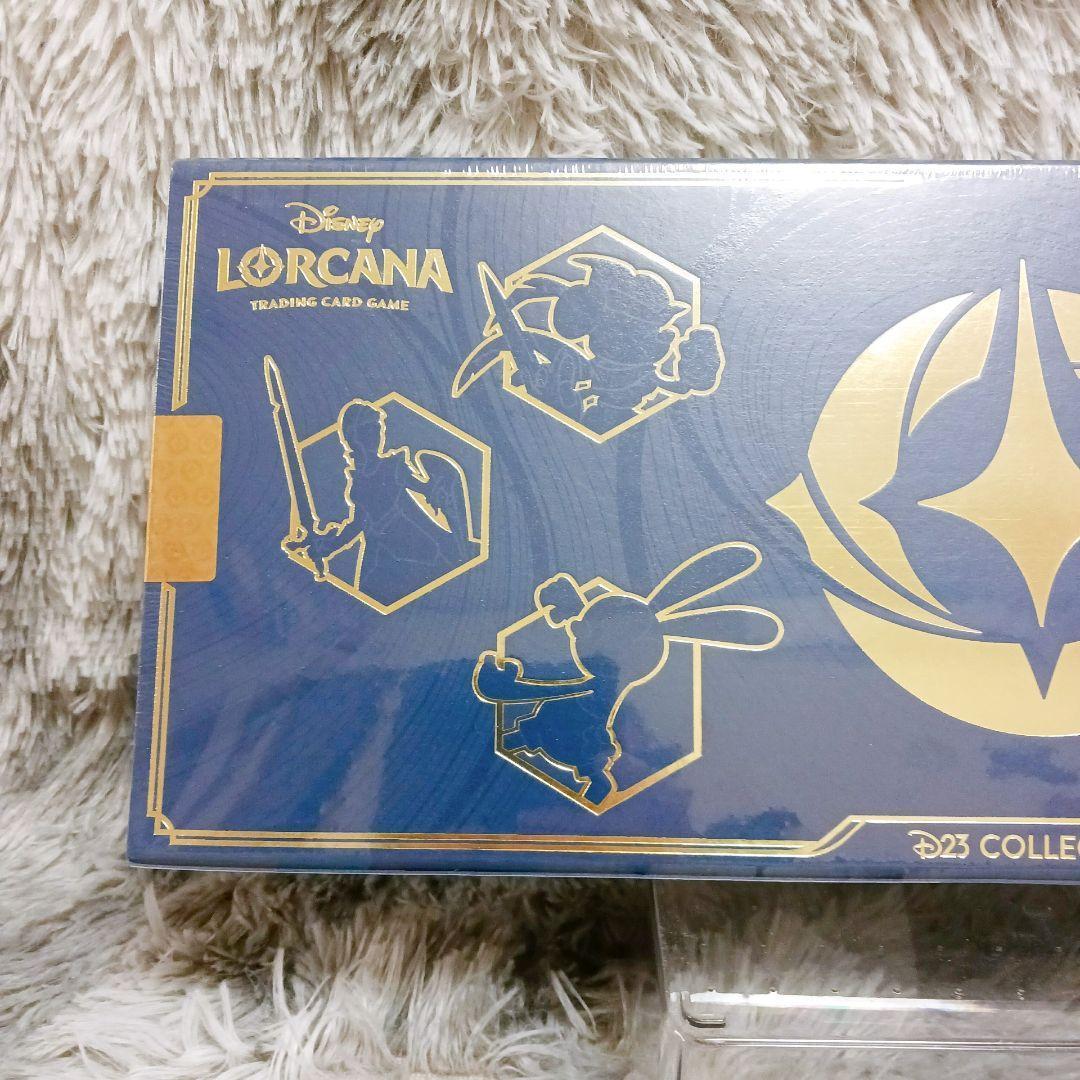 Disney
LORCANA
TRADING CARD GAME
D23 COLLEC